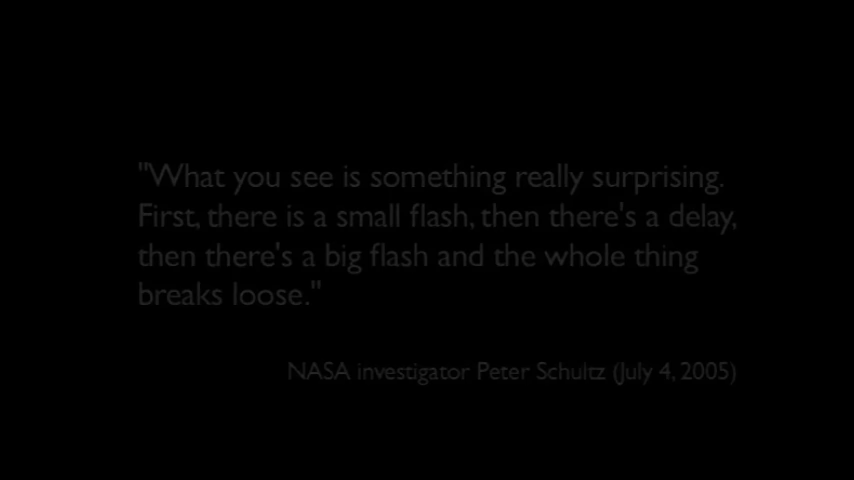 "What you see is something really surprising.
First, there is a small flash, then there's a delay,
then there's a big flash and the whole thing
breaks loose."
NASA investigator Peter Schultz (July 4, 2005)